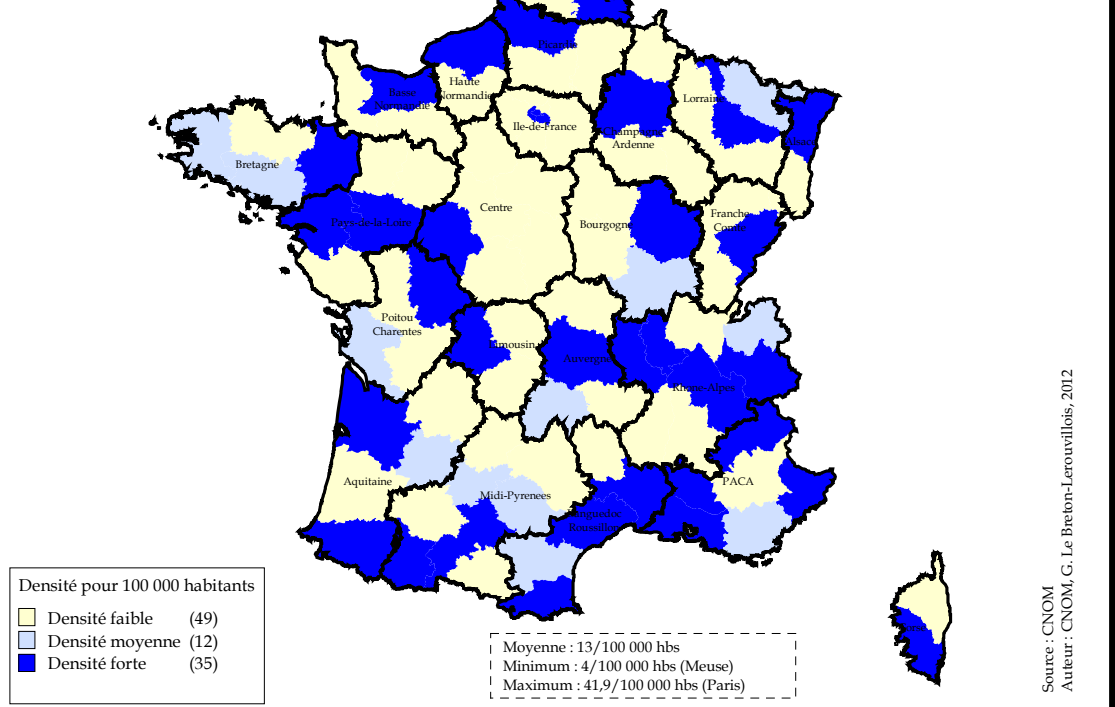 Picardie
Haute
Normandie
Basse
Normandie
Lorraine
Ile-de-France
Champagne
Ardenne
Alsace
Bretagne
Centre
Pays-de-la-Loire
Bourgogne
Franche-
Comté
Poitou
Charentes
Limousin
Auvergne
Rhone-Alpes
Aquitaine
Midi-Pyrenees
PACA
Languedoc
Roussillon
Corse
Densité pour 100 000 habitants
Densité faible (49)
Densité moyenne (12)
Densité forte (35)
Moyenne : 13/100 000 hbs
Minimum : 4/100 000 hbs (Meuse)
Maximum : 41,9/100 000 hbs (Paris)
Source : CNOM
Auteur : CNOM, G. Le Breton-Lerouvillois, 2012